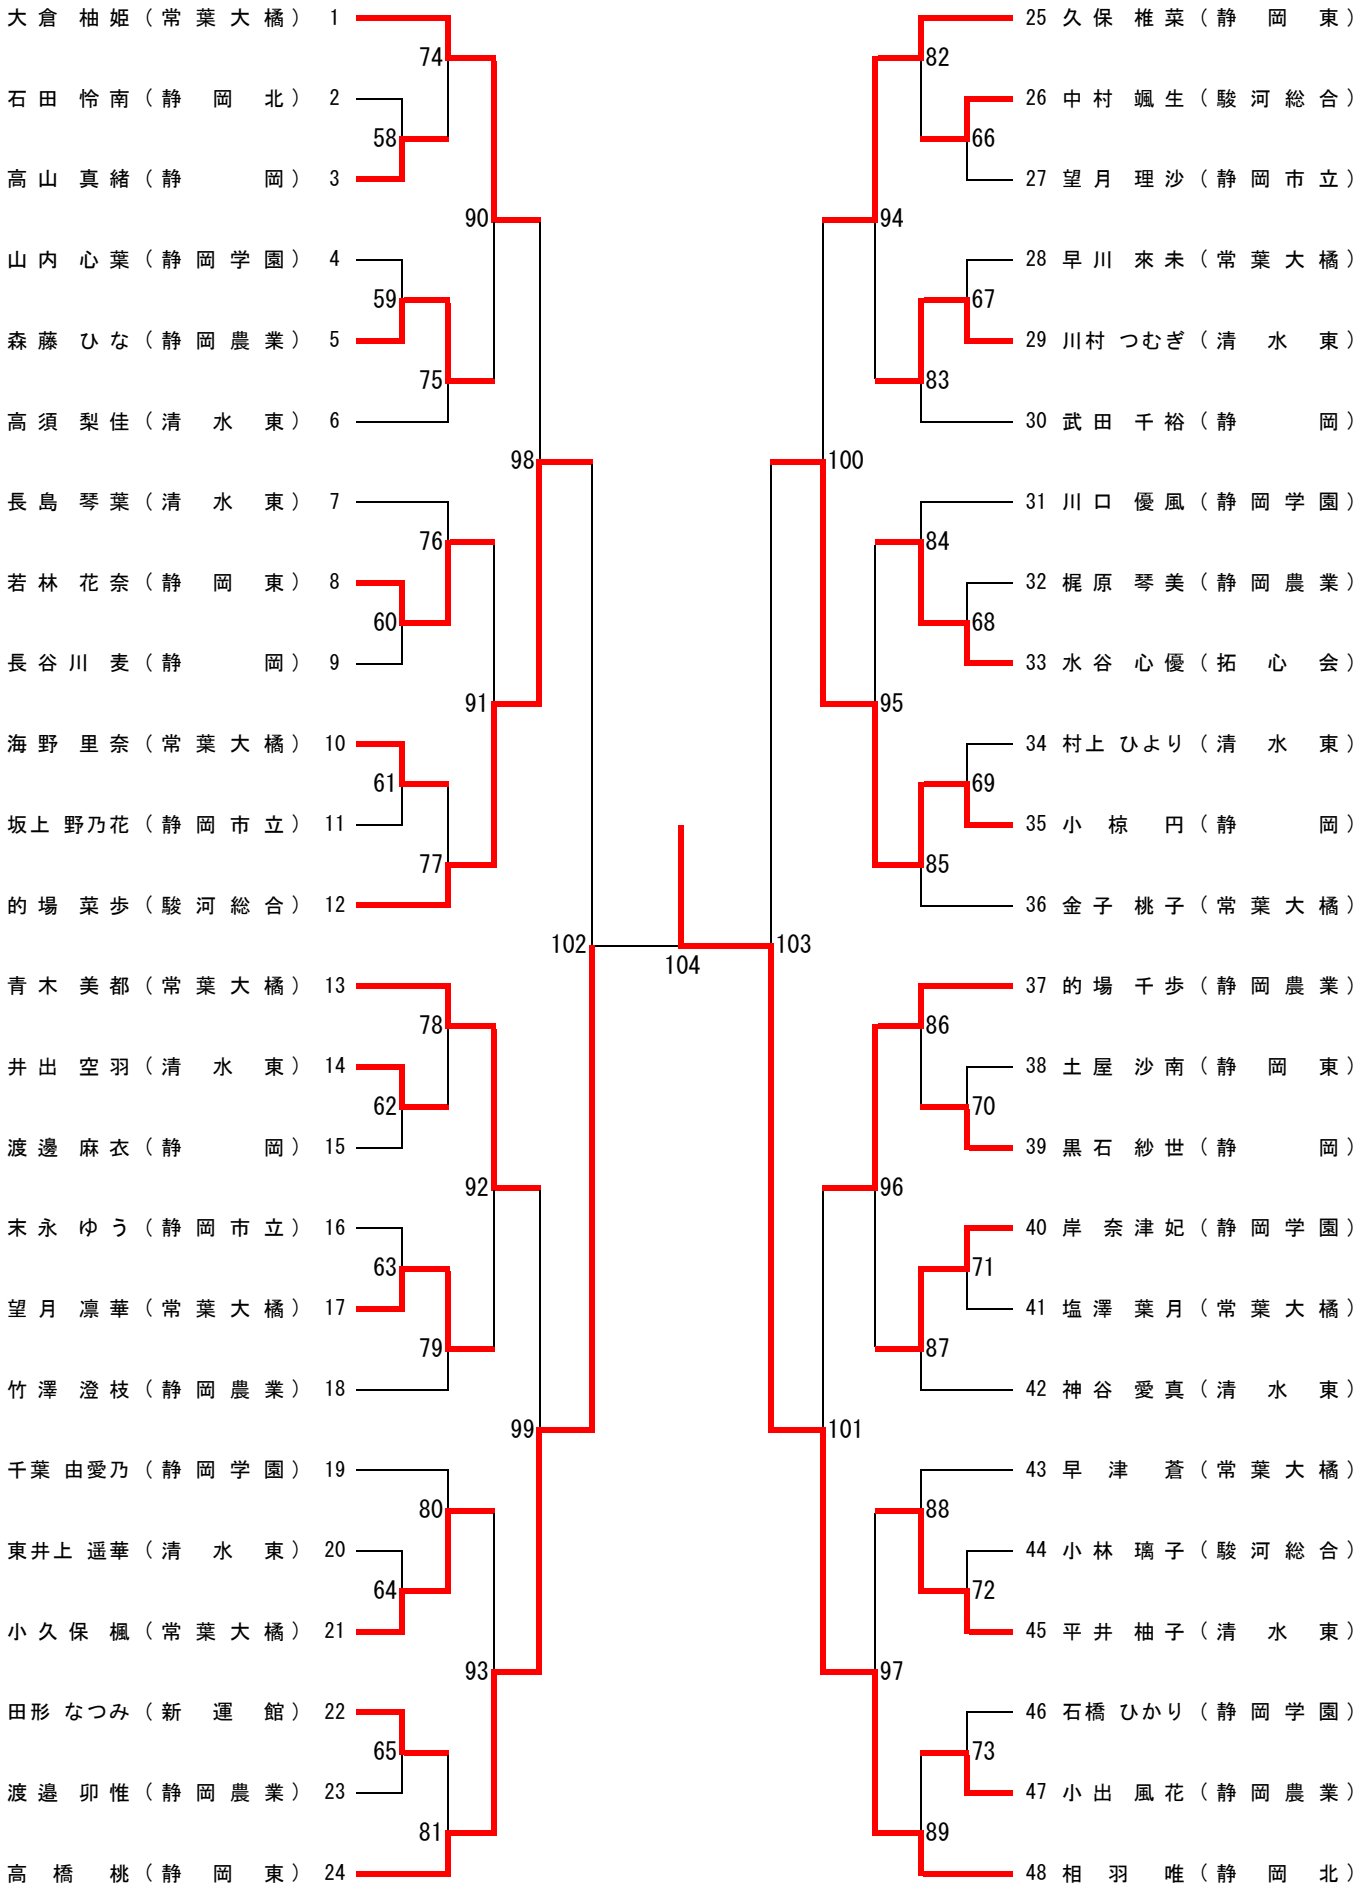 大倉 柚姫（常葉大橘） 1
74
石田 怜南（静岡北） 2
58
高山 真緒（静岡） 3
90
山内 心葉（静岡学園） 4
59
森藤 ひな（静岡農業） 5
75
高須 梨佳（清水東） 6
98
長島 琴葉（清水東） 7
76
若林 花奈（静岡東） 8
60
長谷川 麦（静岡） 9
91
海野 里奈（常葉大橘） 10
61
坂上 野乃花（静岡市立） 11
77
的場 菜歩（駿河総合） 12
102
104
青木 美都（常葉大橘） 13
78
井出 空羽（清水東） 14
62
渡邊 麻衣（静岡） 15
92
末永 ゆう（静岡市立） 16
63
望月 凛華（常葉大橘） 17
79
竹澤 澄枝（静岡農業） 18
99
千葉 由愛乃（静岡学園） 19
80
東井上 遥華（清水東） 20
64
小久保 楓（常葉大橘） 21
93
田形 なつみ（新運館） 22
65
渡邉 卯惟（静岡農業） 23
81
高橋 桃（静岡東） 24
25 久保 椎菜（静岡東）
82
26 中村 颯生（駿河総合）
66
27 望月 理沙（静岡市立）
94
28 早川 來未（常葉大橘）
67
29 川村 つむぎ（清水東）
83
30 武田 千裕（静岡）
100
31 川口 優風（静岡学園）
84
32 梶原 琴美（静岡農業）
68
33 水谷 心優（拓心会）
95
34 村上 ひより（清水東）
69
35 小椋 円（静岡）
85
36 金子 桃子（常葉大橘）
103
37 的場 千歩（静岡農業）
86
38 土屋 沙南（静岡東）
70
39 黒石 紗世（静岡）
96
40 岸 奈津妃（静岡学園）
71
41 塩澤 葉月（常葉大橘）
87
42 神谷 愛真（清水東）
101
43 早津 蒼（常葉大橘）
88
44 小林 璃子（駿河総合）
72
45 平井 柚子（清水東）
97
46 石橋 ひかり（静岡学園）
73
47 小出 風花（静岡農業）
89
48 相羽 唯（静岡北）